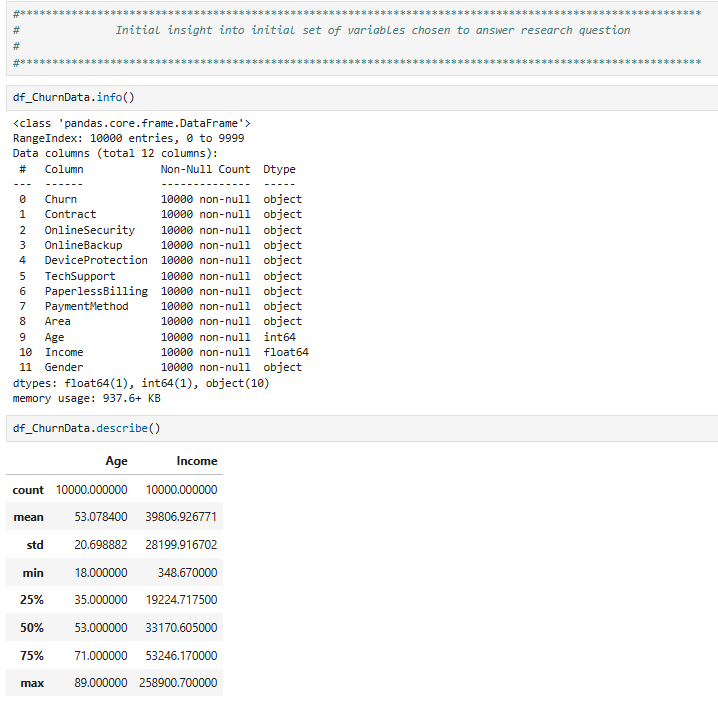 #*********************************************************************************************************
#               Initial insight into initial set of variables chosen to answer research question
#
#*********************************************************************************************************
df_ChurnData.info()
<class 'pandas.core.frame.DataFrame'>
RangeIndex: 10000 entries, 0 to 9999
Data columns (total 12 columns):
 #   Column            Non-Null Count  Dtype
---  ------            --------------  -----
 0   Churn             10000 non-null  object
 1   Contract          10000 non-null  object
 2   OnlineSecurity    10000 non-null  object
 3   OnlineBackup      10000 non-null  object
 4   DeviceProtection  10000 non-null  object
 5   TechSupport       10000 non-null  object
 6   PaperlessBilling  10000 non-null  object
 7   PaymentMethod     10000 non-null  object
 8   Area              10000 non-null  object
 9   Age               10000 non-null  int64
 10  Income            10000 non-null  float64
 11  Gender            10000 non-null  object
dtypes: float64(1), int64(1), object(10)
memory usage: 937.6+ KB
df_ChurnData.describe()
Age Income
count 10000.000000 10000.000000
mean 53.078400 39806.926771
std 20.698882 28199.916702
min 18.000000 348.670000
25% 35.000000 19224.717500
50% 53.000000 33170.605000
75% 71.000000 53246.170000
max 89.000000 258900.700000